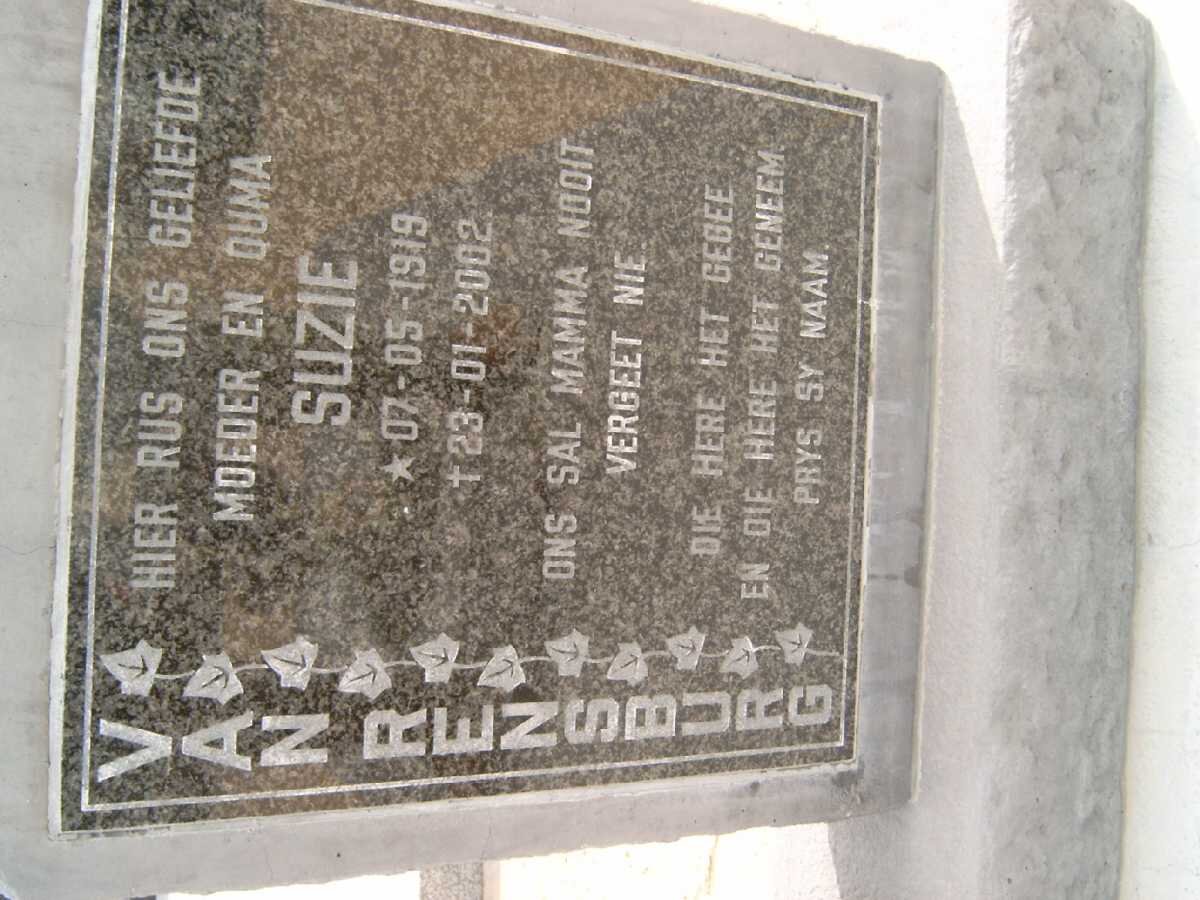 VAN RENSBURG
HIER RUS ONS GELIEFDE
MOEDER EN OUMA
SUZIE
★ 07-05-1919
†23-01-2002
ONS SAL MAMMA NOOIT
VERGEET NIE.
DIE HERE HET GEGEE
EN DIE HERE HET GENEEM
PRYS SY NAAM.